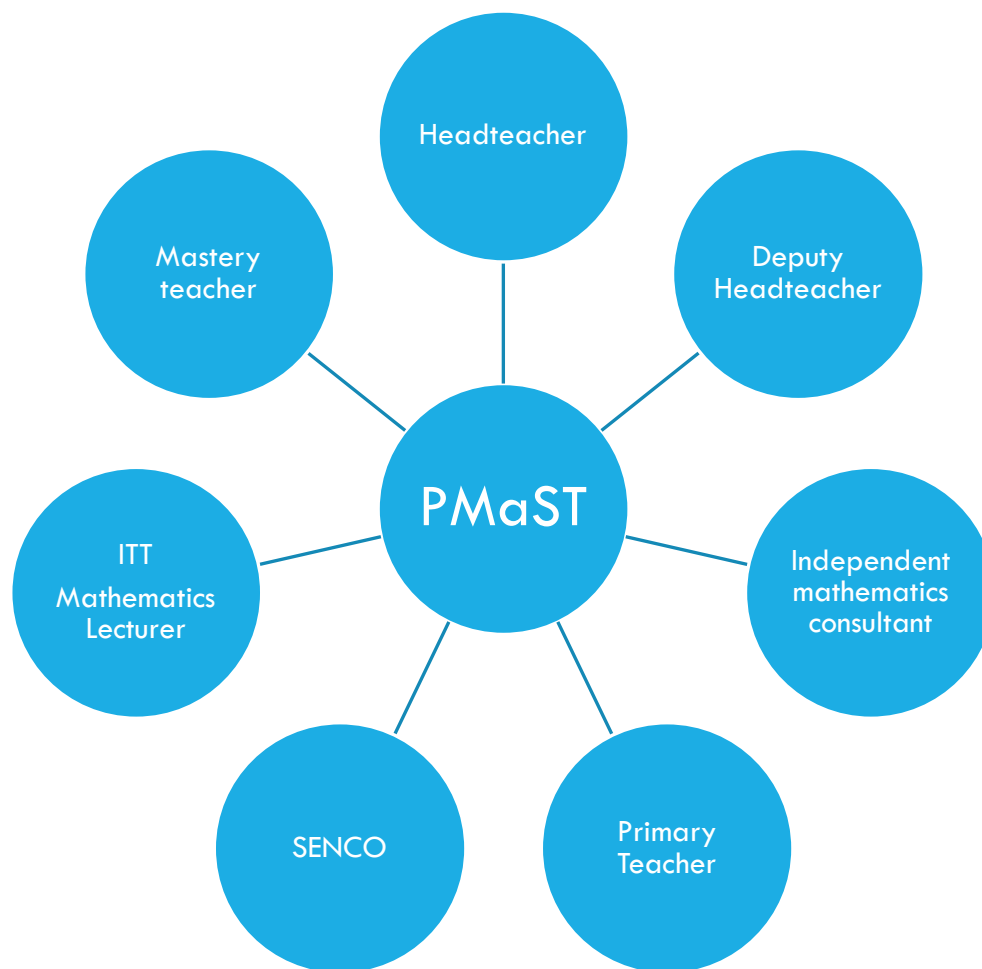 Headteacher
Mastery
teacher
Deputy
Headteacher
PMaST
ITT
Mathematics
Lecturer
Independent
mathematics
consultant
SENCO
Primary
Teacher